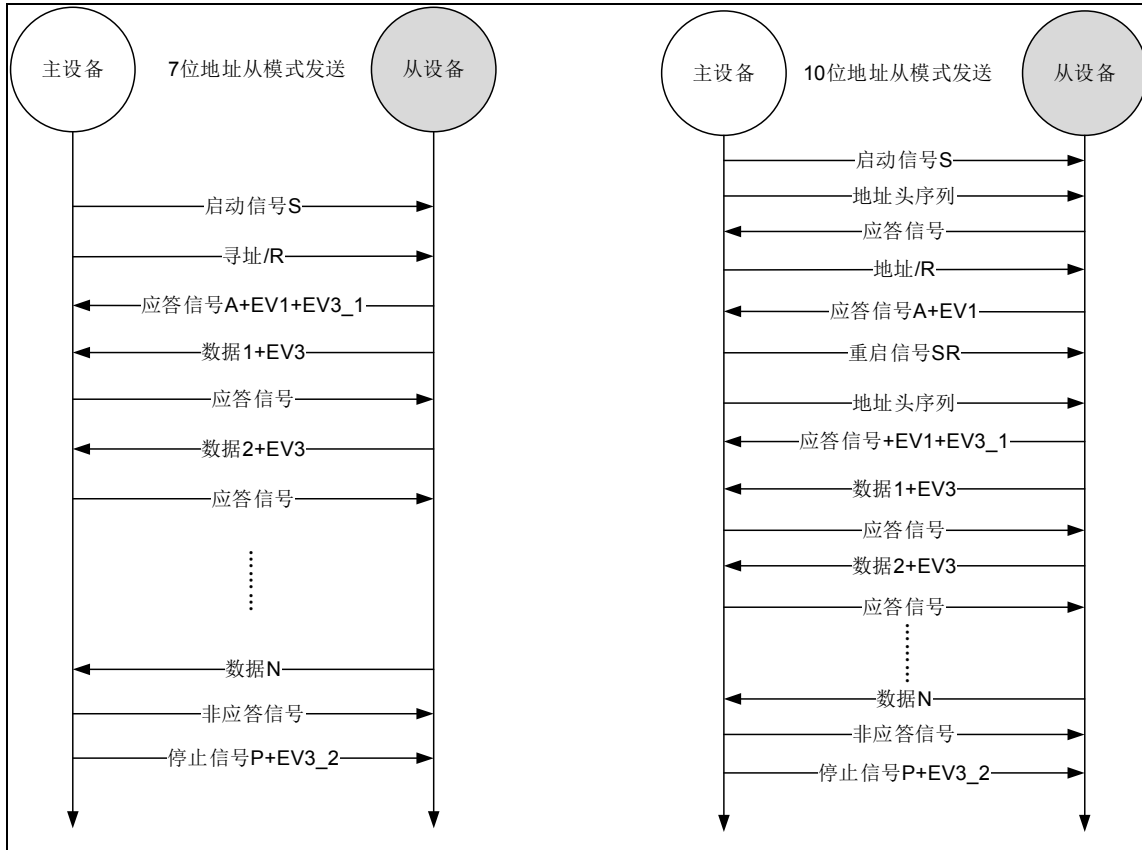 主设备
7位地址从模式发送
从设备
启动信号S
寻址/R
应答信号A+EV1+EV3_1
数据1+EV3
应答信号
数据2+EV3
应答信号
数据N
非应答信号
停止信号P+EV3_2
主设备
10位地址从模式发送
从设备
启动信号S
地址头序列
应答信号
地址/R
应答信号A+EV1
重启信号SR
地址头序列
应答信号+EV1+EV3_1
数据1+EV3
应答信号
数据2+EV3
应答信号
数据N
非应答信号
停止信号P+EV3_2